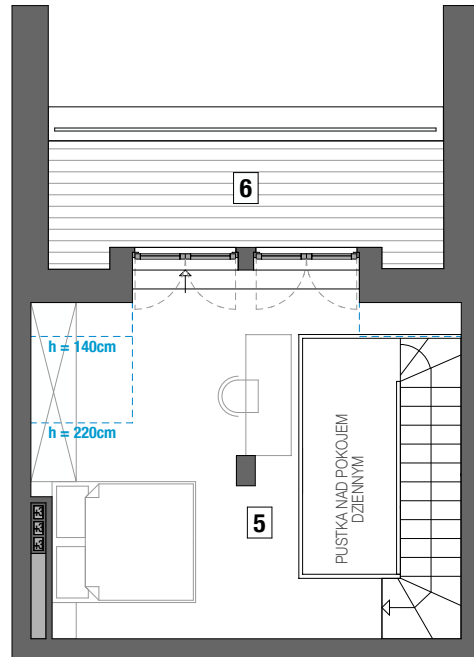 6
h = 140cm
h = 220cm
5
PUSTKA NAD POKOJEM
DZIENNYM